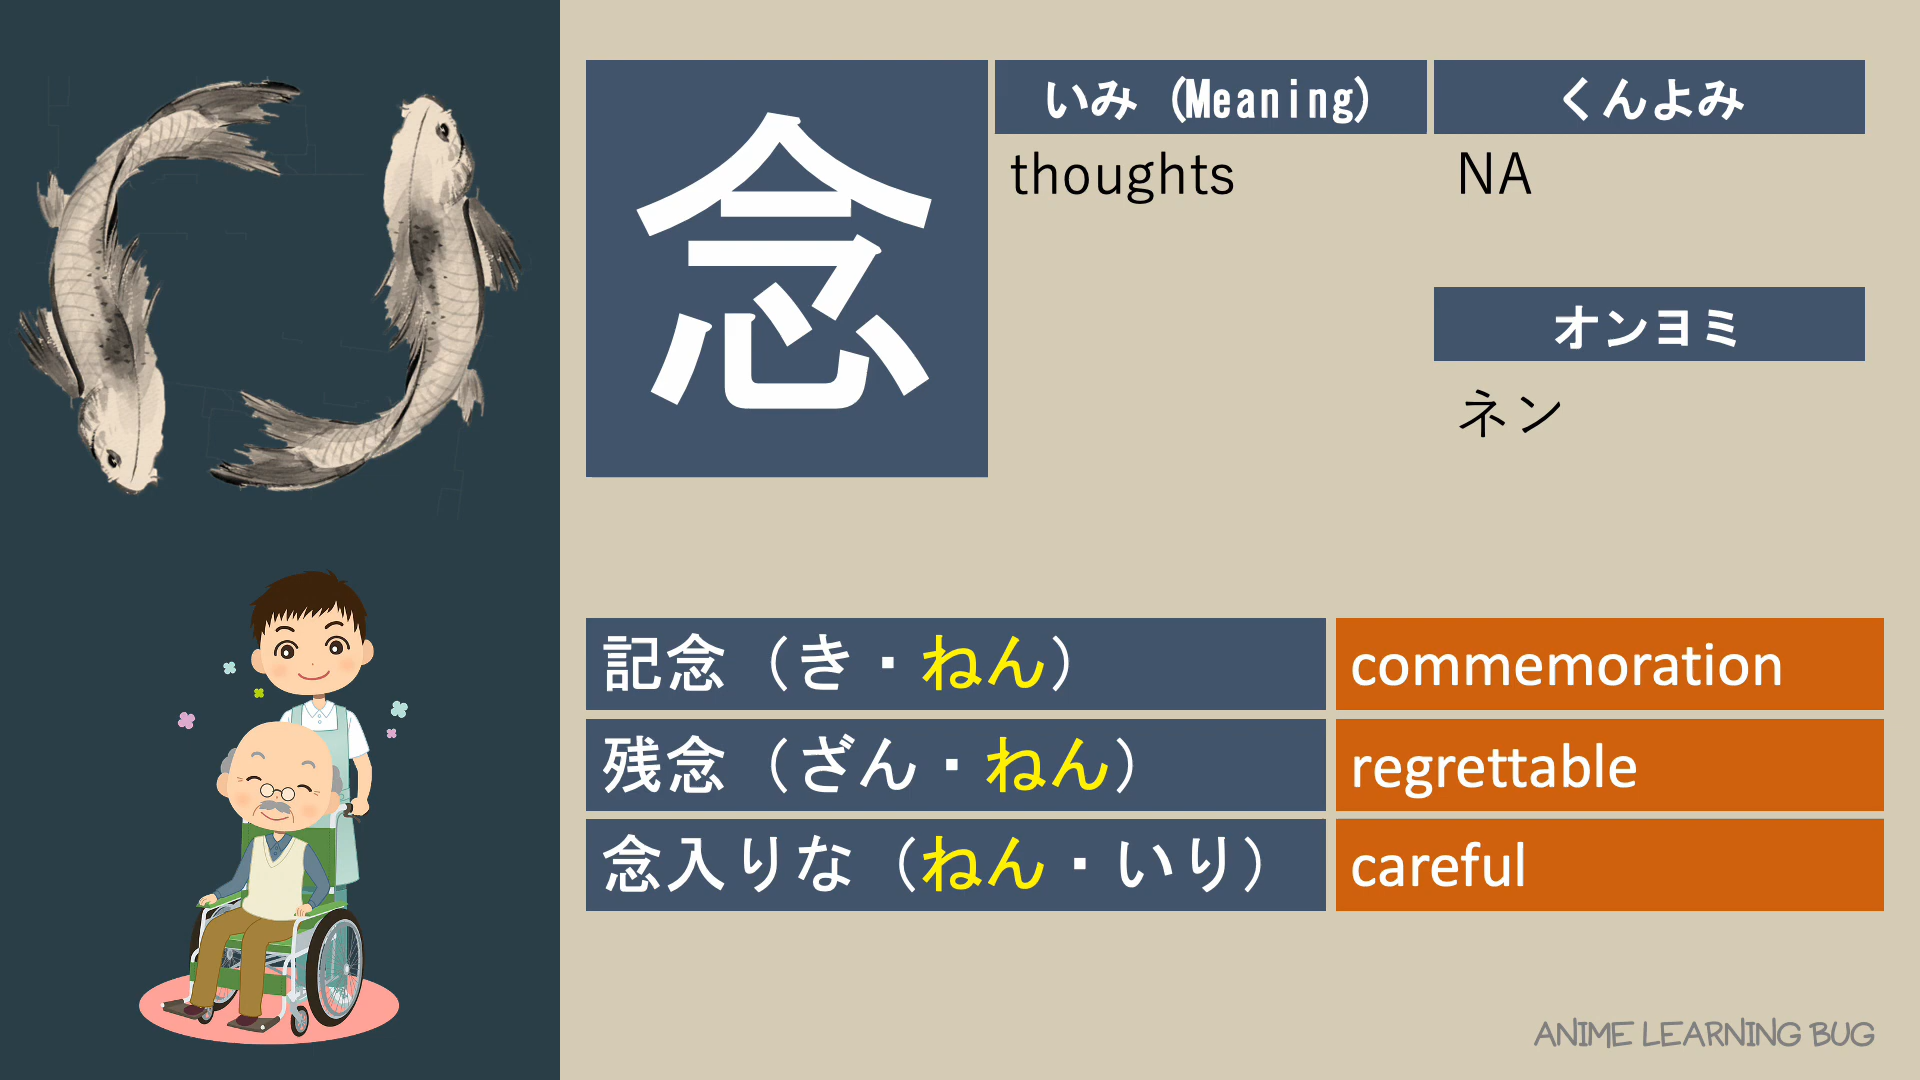 念
いみ (Meaning)
thoughts
くんよみ
NA
オンヨミ
ネン
記念（き・ねん）
commemoration
残念（ざん・ねん）
regrettable
念入りな（ねん・いり）
careful
ANIME LEARNING BUG